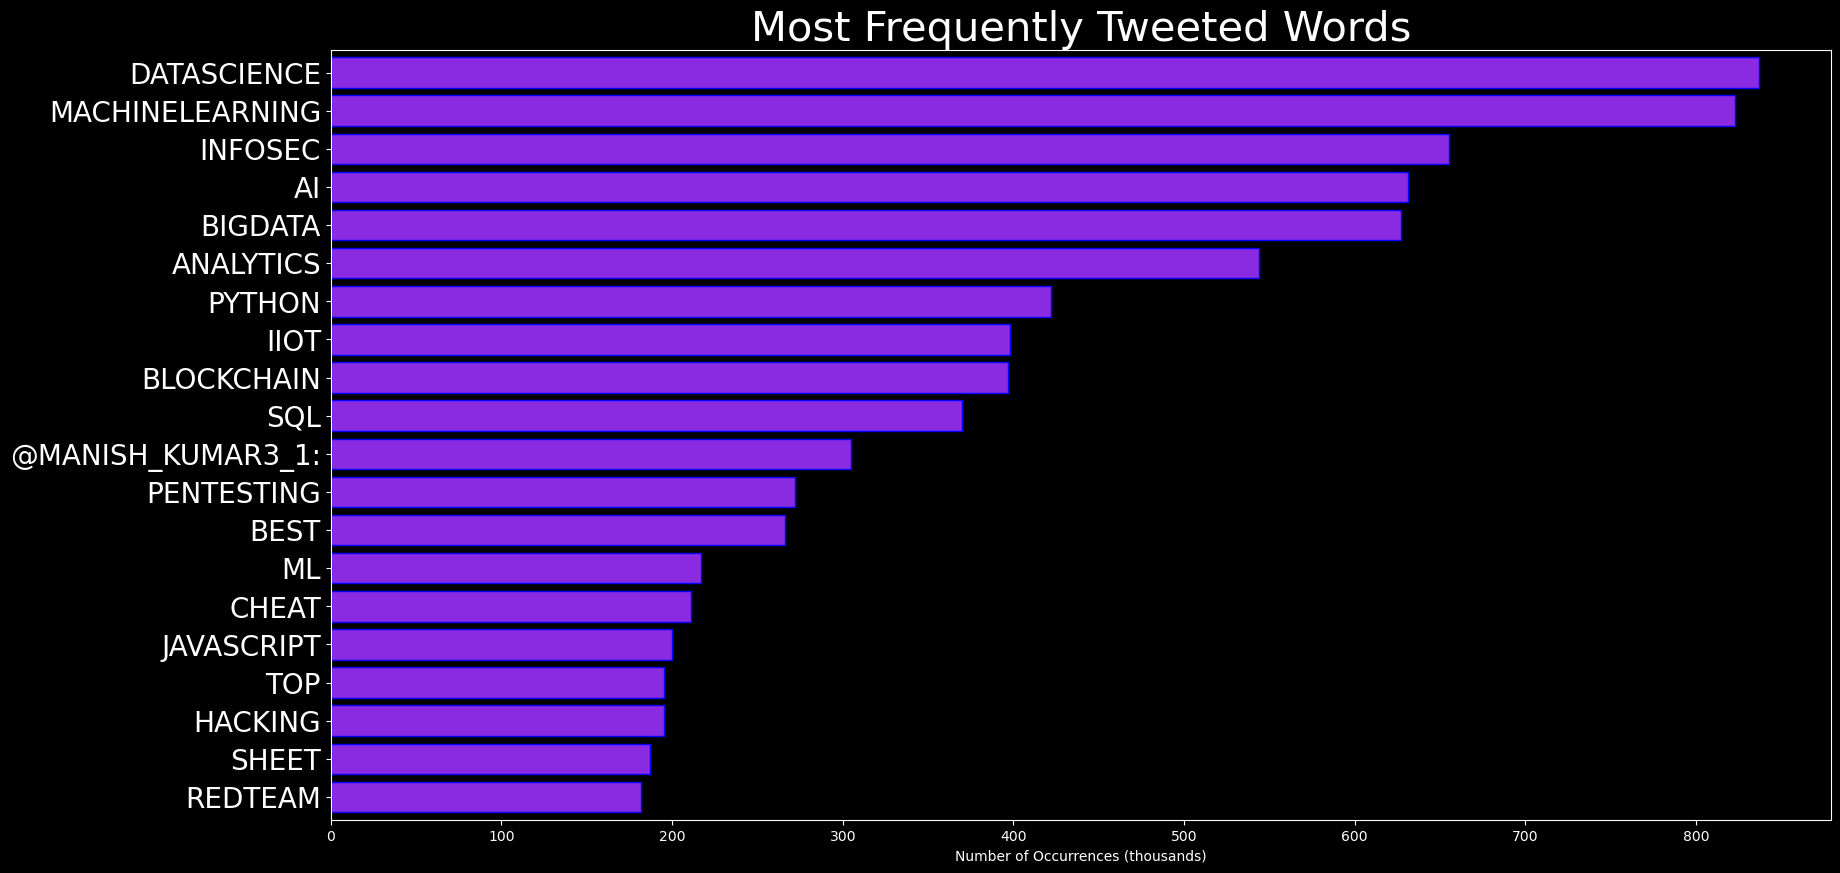 Most Frequently Tweeted Words
DATASCIENCE
MACHINELEARNING
INFOSEC
AI
BIGDATA
ANALYTICS
PYTHON
IIOT
BLOCKCHAIN
SQL
@MANISH_KUMAR3_1:
PENTESTING
BEST
ML
CHEAT
JAVASCRIPT
TOP
HACKING
SHEET
REDTEAM
0 100 200 300 400 500 600 700 800
Number of Occurrences (thousands)